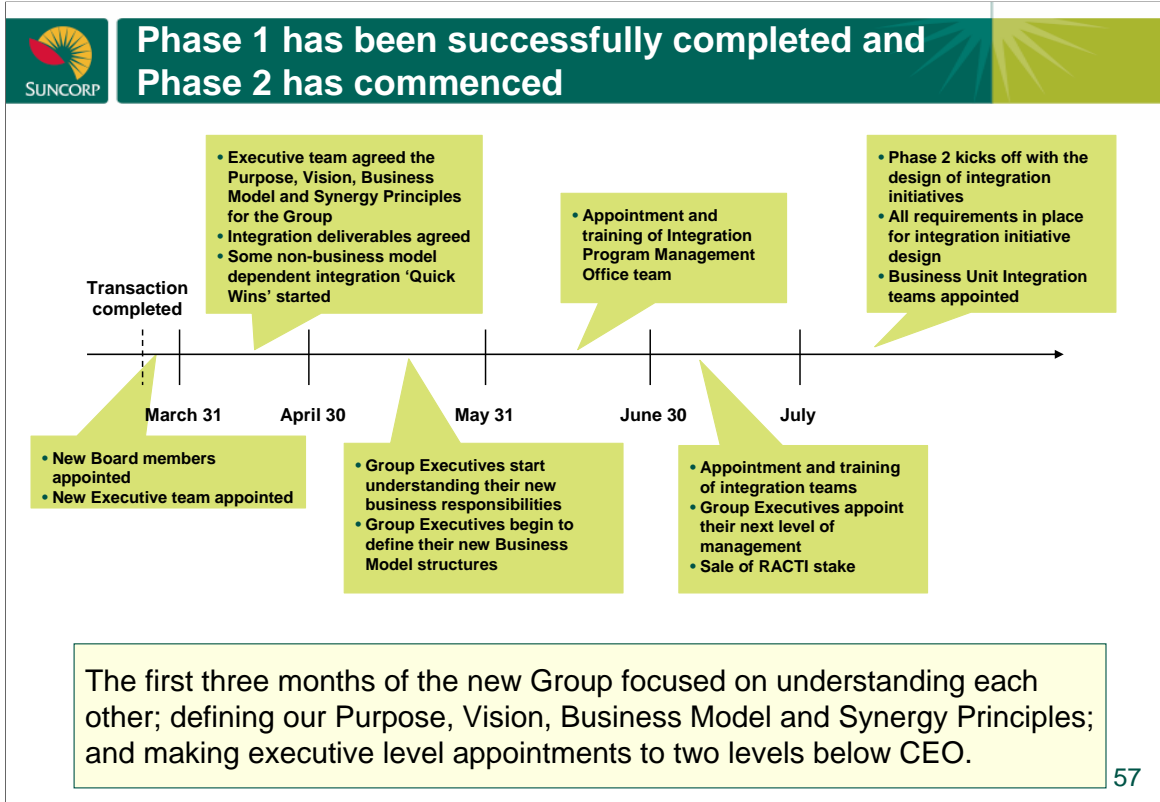 SUNCORP
Phase 1 has been successfully completed and
Phase 2 has commenced
• Executive team agreed the
Purpose, Vision, Business
Model and Synergy Principles
for the Group
• Integration deliverables agreed
• Some non-business model
dependent integration ‘Quick
Wins’ started
• Appointment and
training of Integration
Program Management
Office team
• Phase 2 kicks off with the
design of integration
initiatives
• All requirements in place
for integration initiative
design
• Business Unit Integration
teams appointed
Transaction
completed
March 31
April 30
May 31
June 30
July
• New Board members
appointed
• New Executive team appointed
• Group Executives start
understanding their new
business responsibilities
• Group Executives begin to
define their new Business
Model structures
• Appointment and training
of integration teams
• Group Executives appoint
their next level of
management
• Sale of RACTI stake
The first three months of the new Group focused on understanding each
other; defining our Purpose, Vision, Business Model and Synergy Principles;
and making executive level appointments to two levels below CEO.
57